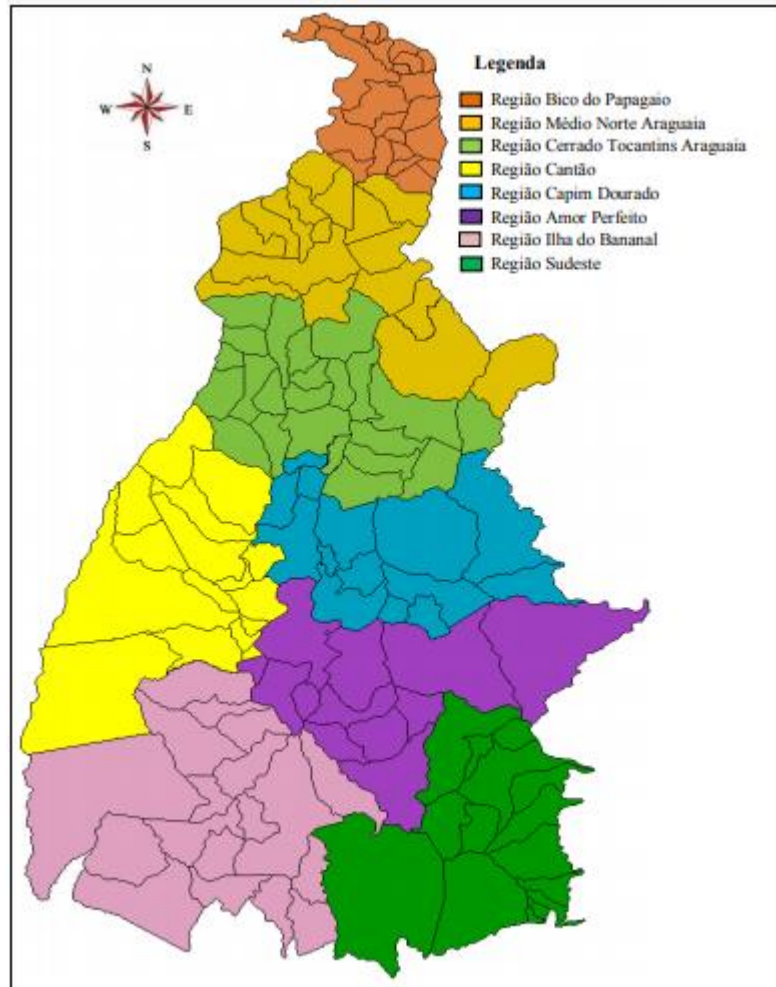 Legenda
N
W E
S
Região Bico do Papagaio
Região Médio Norte Araguaia
Região Cerrado Tocantins Araguaia
Região Cantão
Região Capim Dourado
Região Amor Perfeito
Região Ilha do Bananal
Região Sudeste